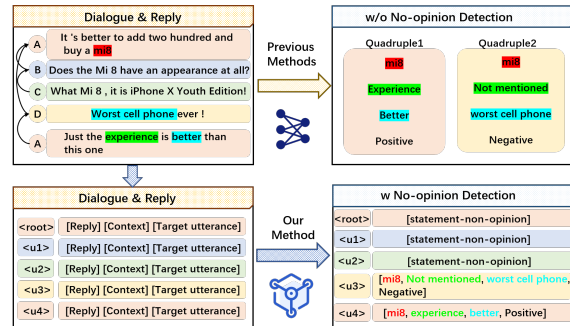 Dialogue & Reply
A
It 's better to add two hundred and
buy a mi8
B
Does the Mi 8 have an appearance at all?
C
What Mi 8 , it is iPhone X Youth Edition!
D
Worst cell phone ever !
A
Just the experience is better than
this one
Previous
Methods
w/o No-opinion Detection
Quadruple1
mi8
Experience
Better
Positive
Quadruple2
mi8
Not mentioned
worst cell phone
Negative
Dialogue & Reply
<root> [Reply] [Context] [Target utterance]
<u1> [Reply] [Context] [Target utterance]
<u2> [Reply] [Context] [Target utterance]
<u3> [Reply] [Context] [Target utterance]
<u4> [Reply] [Context] [Target utterance]
Our
Method
w No-opinion Detection
<root> [statement-non-opinion]
<u1> [statement-non-opinion]
<u2> [statement-non-opinion]
<u3> [mi8, Not mentioned, worst cell phone,
Negative]
<u4> [mi8, experience, better, Positive]